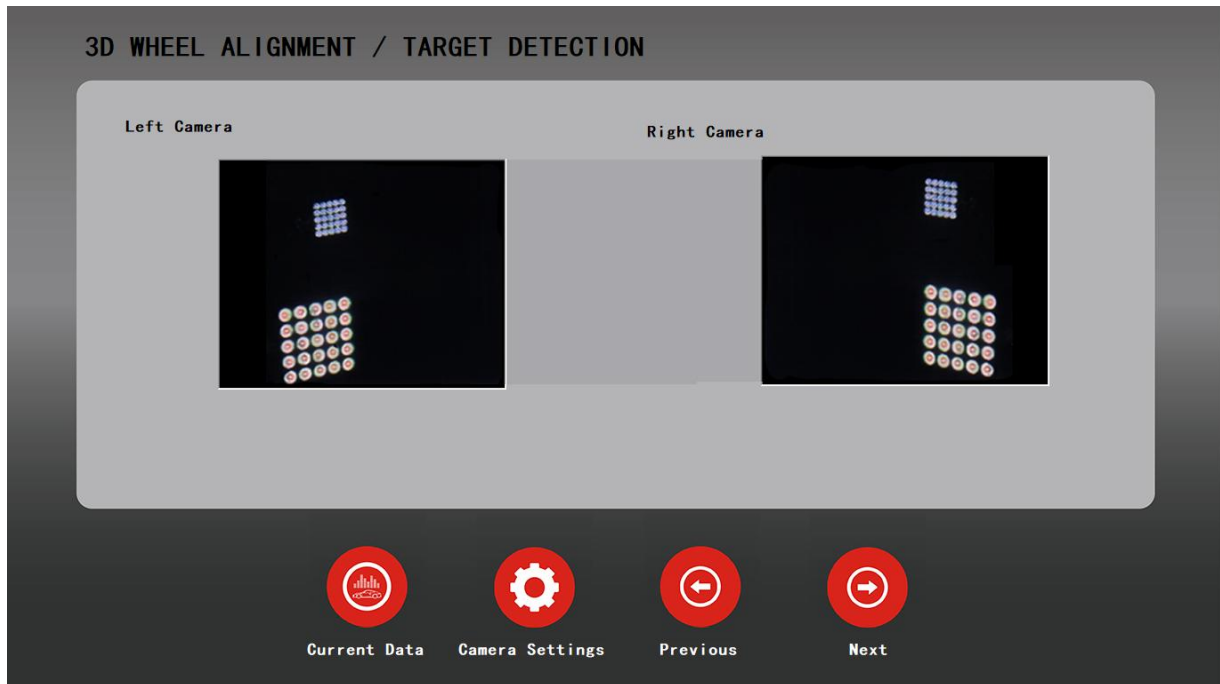 3D WHEEL ALIGNMENT / TARGET DETECTION
Left Camera
Right Camera
Current Data
Camera Settings
Previous
Next